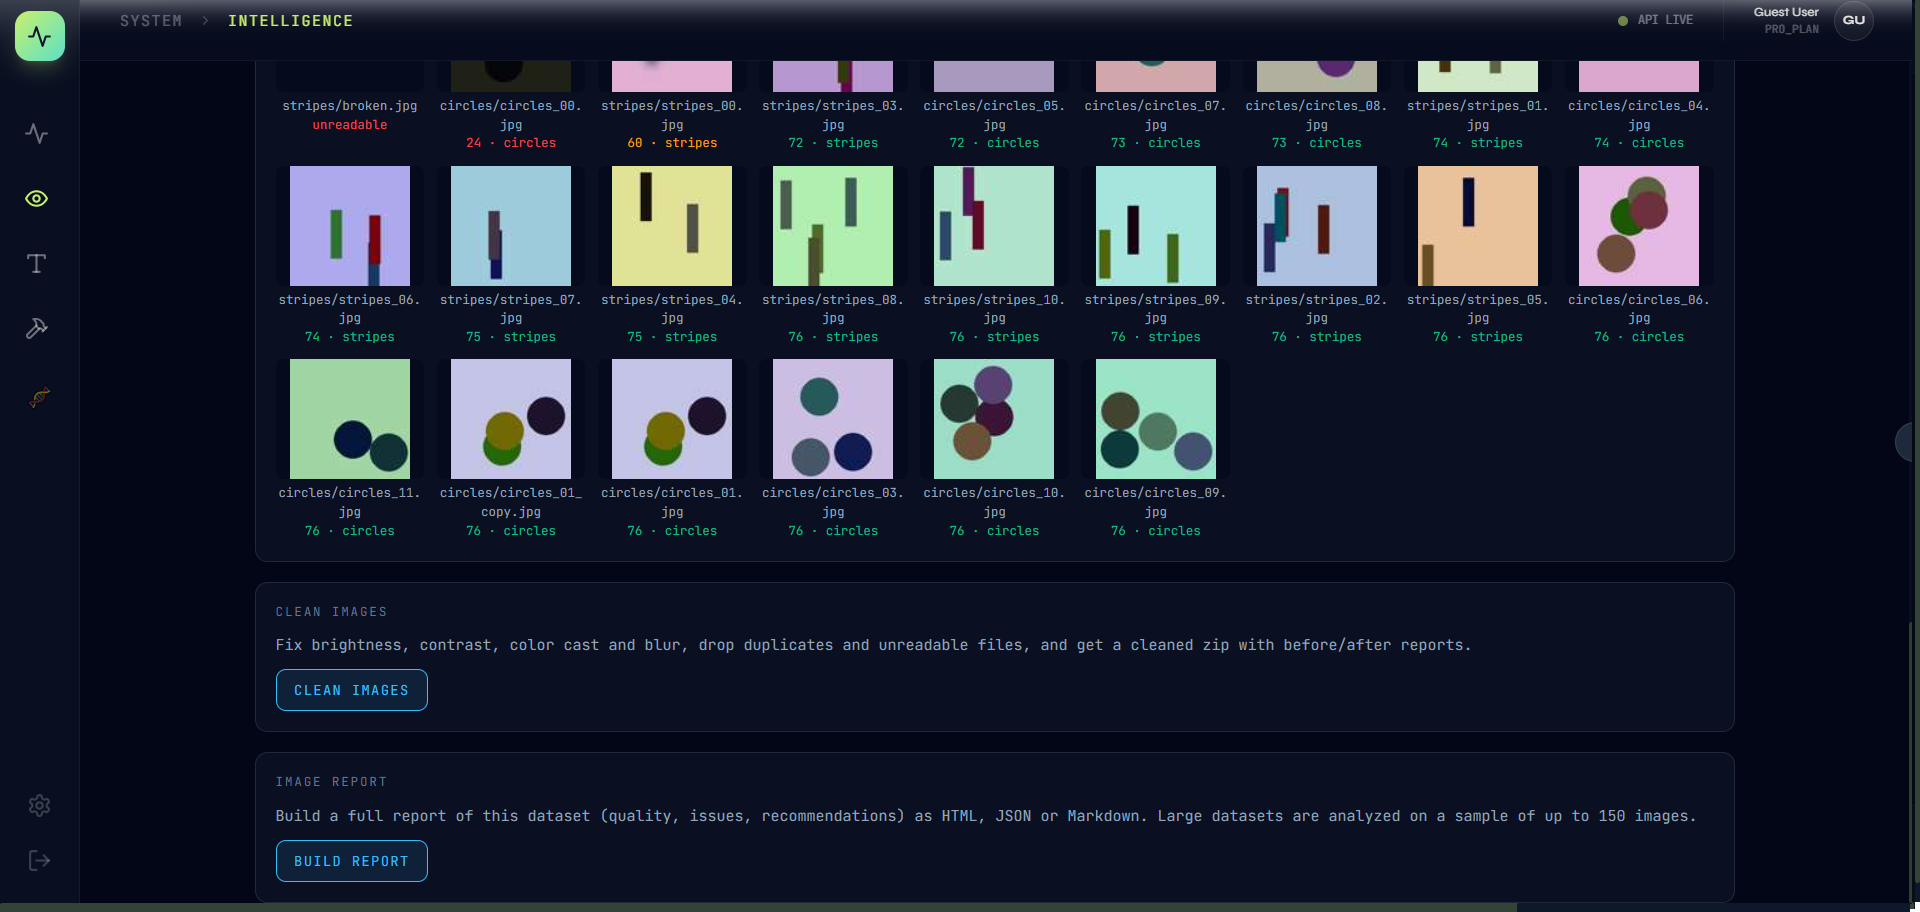 SYSTEM > INTELLIGENCE
API LIVE
Guest User
PRO_PLAN
GU
stripes/broken.jpg
unreadable
circles/circles_00.
jpg
24 · circles
stripes/stripes_00.
jpg
60 · stripes
stripes/stripes_03.
jpg
72 · stripes
circles/circles_05.
jpg
72 · circles
circles/circles_07.
jpg
73 · circles
circles/circles_08.
jpg
73 · circles
stripes/stripes_01.
jpg
74 · stripes
circles/circles_04.
jpg
74 · circles
stripes/stripes_06.
jpg
74 · stripes
stripes/stripes_07.
jpg
75 · stripes
stripes/stripes_04.
jpg
75 · stripes
stripes/stripes_08.
jpg
76 · stripes
stripes/stripes_10.
jpg
76 · stripes
stripes/stripes_09.
jpg
76 · stripes
stripes/stripes_02.
jpg
76 · stripes
stripes/stripes_05.
jpg
76 · stripes
circles/circles_06.
jpg
76 · circles
circles/circles_11.
jpg
76 · circles
circles/circles_01_
copy.jpg
76 · circles
circles/circles_01.
jpg
76 · circles
circles/circles_03.
jpg
76 · circles
circles/circles_10.
jpg
76 · circles
circles/circles_09.
jpg
76 · circles
CLEAN IMAGES
Fix brightness, contrast, color cast and blur, drop duplicates and unreadable files, and get a cleaned zip with before/after reports.
CLEAN IMAGES
IMAGE REPORT
Build a full report of this dataset (quality, issues, recommendations) as HTML, JSON or Markdown. Large datasets are analyzed on a sample of up to 150 images.
BUILD REPORT